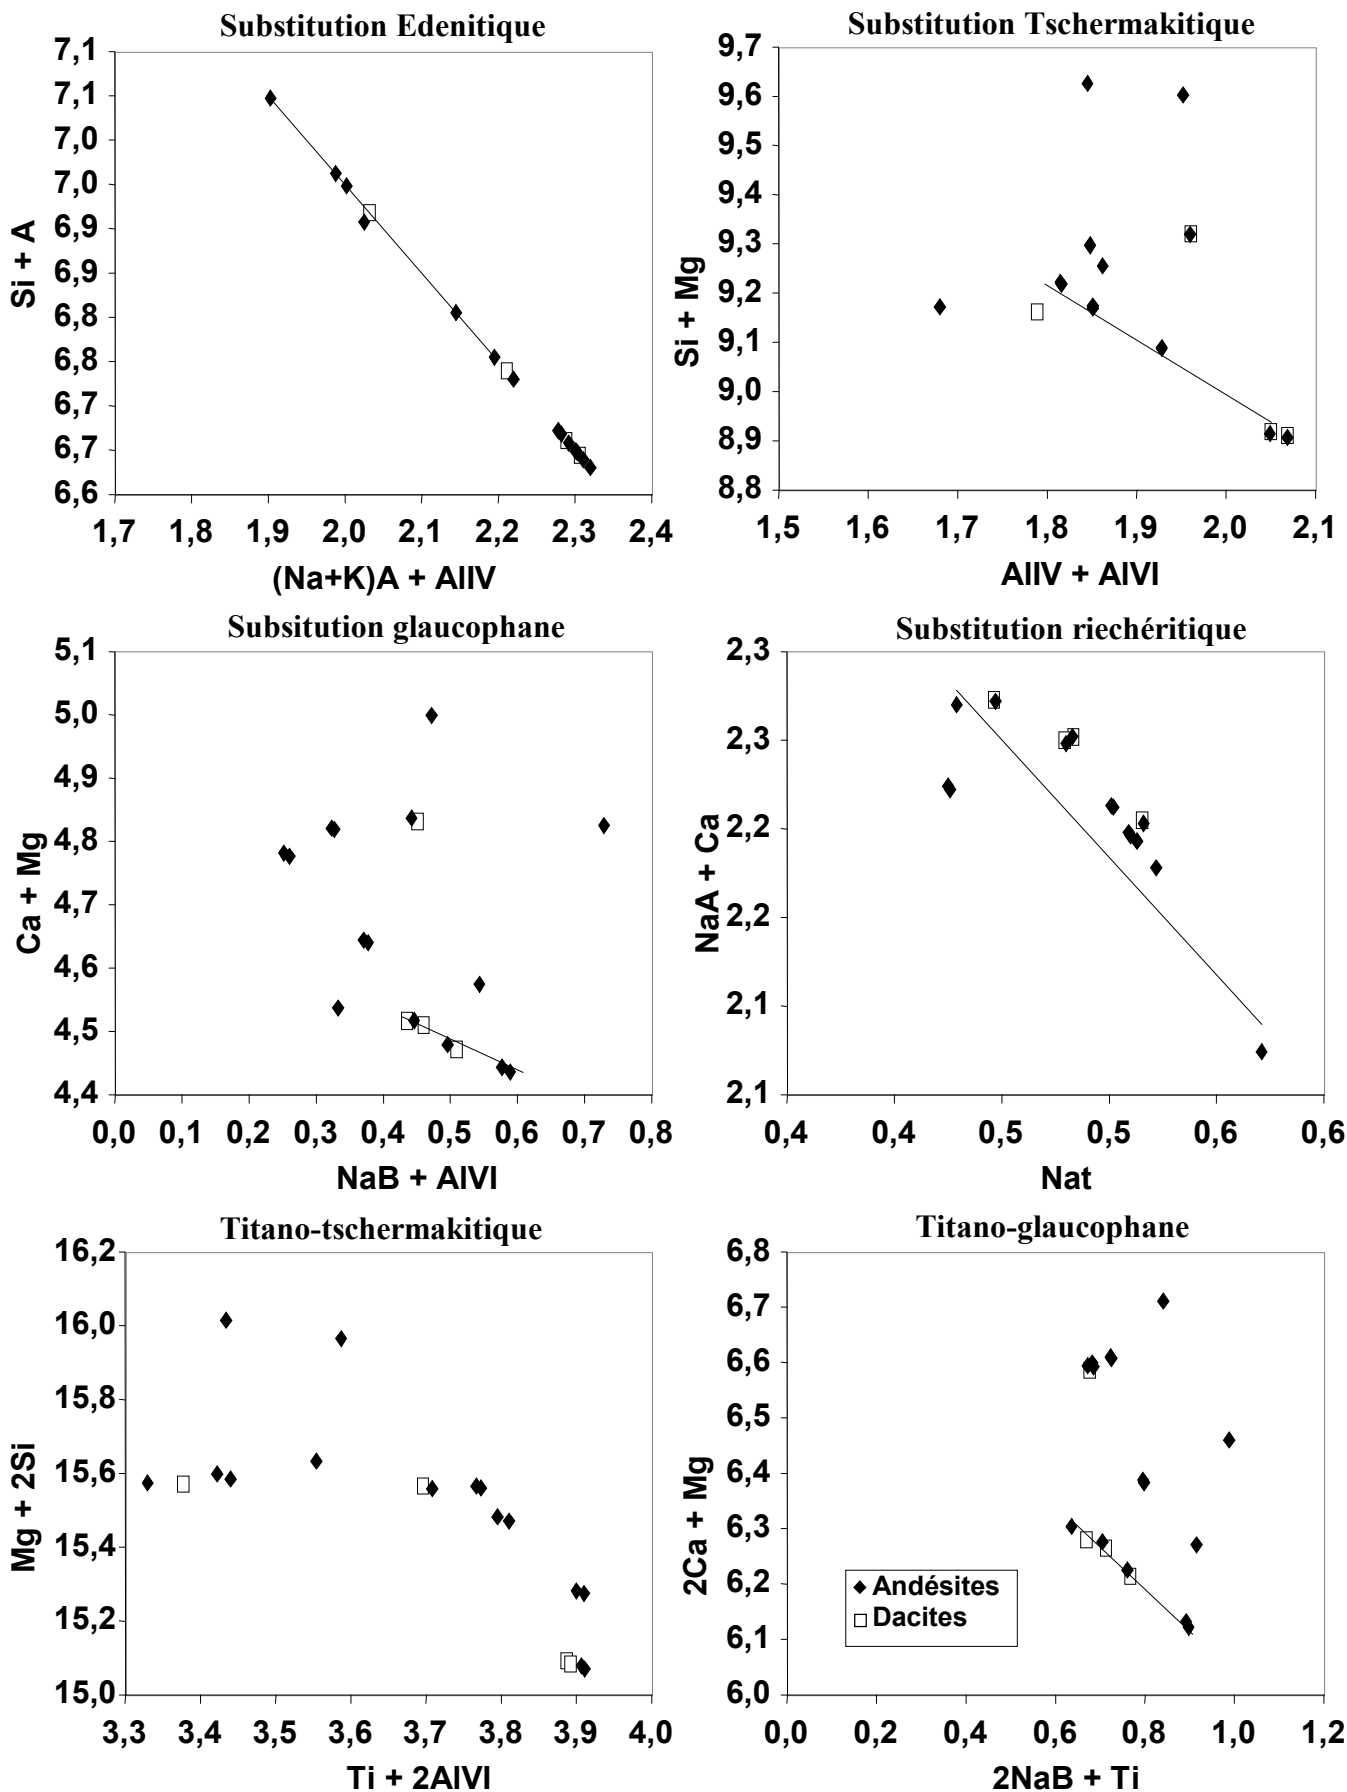 Substitution Edenitique
7,1
7,1
7,0
7,0
6,9
6,9
6,8
6,8
6,7
6,7
6,6
Si + A
1,7 1,8 1,9 2,0 2,1 2,2 2,3 2,4
(Na+K)A + AlIV
Substitution Tschermakitique
9,7
9,6
9,5
9,4
9,3
9,2
9,1
9,0
8,9
8,8
Si + Mg
1,5 1,6 1,7 1,8 1,9 2,0 2,1
AlIV + AlVI
Subsitution glaucophane
5,1
5,0
4,9
4,8
4,7
4,6
4,5
4,4
Ca + Mg
0,0 0,1 0,2 0,3 0,4 0,5 0,6 0,7 0,8
NaB + AlVI
Substitution riechéritique
2,3
2,3
2,2
2,2
2,1
2,1
NaA + Ca
0,4 0,4 0,5 0,5 0,6 0,6
Nat
Titano-tschermakitique
16,2
16,0
15,8
15,6
15,4
15,2
15,0
Mg + 2Si
3,3 3,4 3,5 3,6 3,7 3,8 3,9 4,0
Ti + 2AlVI
Titano-glaucophane
6,8
6,7
6,6
6,5
6,4
6,3
6,2
6,1
6,0
2Ca + Mg
Andésites
Dacites
0,0 0,2 0,4 0,6 0,8 1,0 1,2
2NaB + Ti